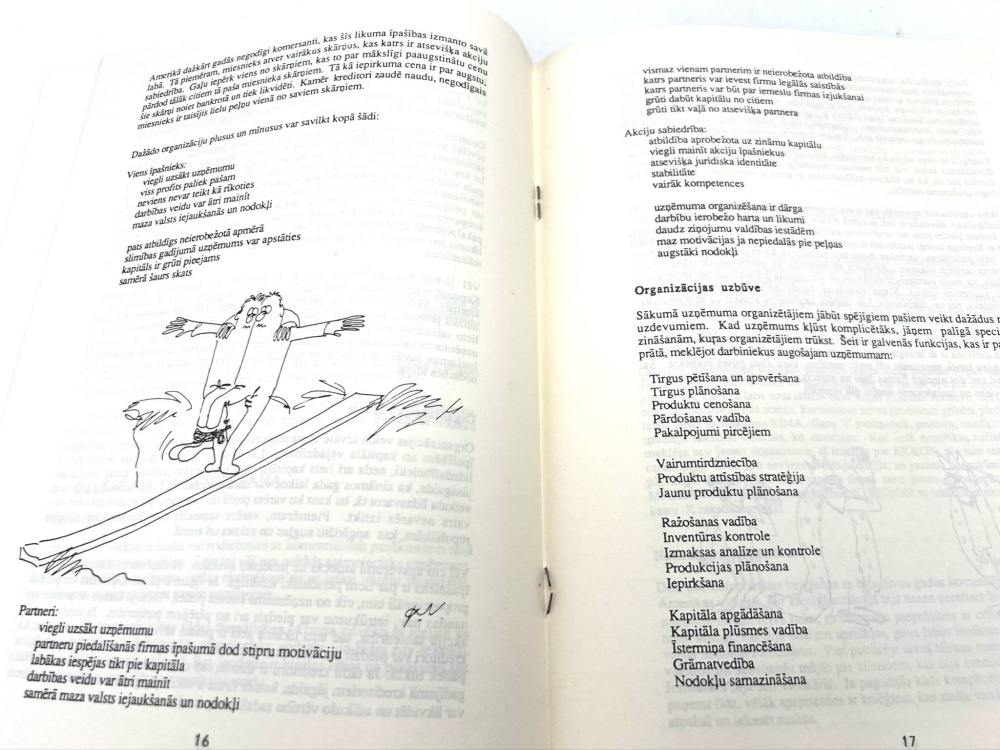 Amerikā dažkārt gadās negodīgi komersanti, kas šīs likuma īpašības izmanto savā
labā. Tā piemēram, miesnieks atver vairākus skārņus, kas katrs ir atsevišķa akciju
sabiedrība. Gaļu iepērk viens no skārņiem, kas to par mākslīgi paaugstinātu cenu
pārdod tālāk citiem tā paša miesnieka skārņiem. Tā kā iepirkuma cena ir par augstu,
šie skārņi noiet bankrotā un tiek likvidēti. Kamēr kreditori zaudē naudu, negodīgais
miesnieks ir taisījis lielu peļņu vienā no saviem skārņiem.
Dažādo organizāciju plusus un mīnusus var savilkt kopā šādi:
Viens īpašnieks:
viegli uzsākt uzņēmumu
viss profits paliek pašam
neviens nevar teikt kā rīkoties
darbības veidu var ātri mainīt
maza valsts iejaukšanās un nodokļi
pats atbildīgs neierobežotā apmērā
slimības gadījumā uzņēmums var apstāties
kapitāls ir grūti pieejams
samērā šaurs skats
Partneri:
viegli uzsākt uzņēmumu
partneru piedalīšanās firmas īpašumā dod stipru motivāciju
labākas iespējas tikt pie kapitāla
darbības veidu var ātri mainīt
samērā maza valsts iejaukšanās un nodokļi
16
vismaz vienam partnerim ir neierobežota atbildība
katrs partneris var ievest firmu legālās saistībās
katrs partneris var būt par iemeslu firmas izjukšanai
grūti dabūt kapitālu no citiem
grūti tikt vaļā no atsevišķa partnera
Akciju sabiedrība:
atbildība aprobežota uz zināmu kapitālu
viegli mainīt akciju īpašniekus
atsevišķa juridiska identitāte
stabilitāte
vairāk kompetences
uzņēmuma organizēšana ir dārga
darbību ierobežo harta un likumi
daudz ziņojumu valdības iestādēm
maz motivācijas ja nepiedalās pie peļņas
augstāki nodokļi
Organizācijas uzbūve
Sākumā uzņēmuma organizētājiem jābūt spējīgiem pašiem veikt dažādus
uzdevumiem. Kad uzņēmums kļūst komplicētāks, jāņem palīgā speci
zināšanām, kuŗas organizētājiem trūkst. Šeit ir galvenās funkcijas, kas ir
prātā, meklējot darbiniekus augošajam uzņēmumam:
Tirgus pētīšana un apsvēršana
Tirgus plānošana
Produktu cenošana
Pārdošanas vadība
Pakalpojumi pircējiem
Vairumtirdzniecība
Produktu attīstības stratēģija
Jaunu produktu plānošana
Ražošanas vadība
Inventūras kontrole
Izmaksas analīze un kontrole
Produkcijas plānošana
Iepirkšana
Kapitāla apgādāšana
Kapitāla plūsmes vadība
Īstermiņa financēšana
Grāmatvedība
Nodokļu samazināšana
17